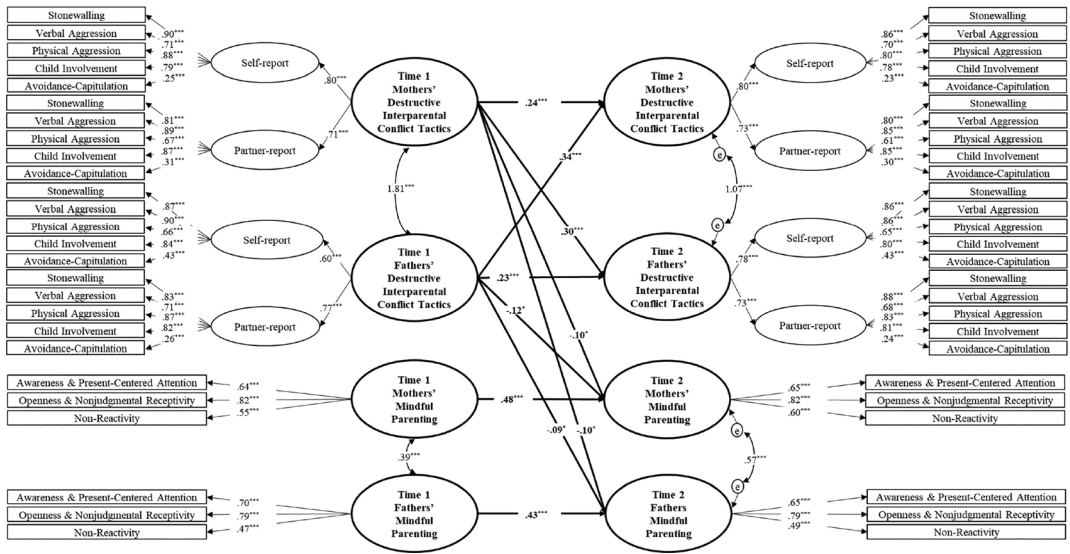 Stonewalling
Verbal Aggression
Physical Aggression
Child Involvement
Avoidance-Capitulation
.90***
.71***
.88***
.79***
.25***
Self-report
Stonewalling
Verbal Aggression
Physical Aggression
Child Involvement
Avoidance-Capitulation
.81***
.89***
.67***
.87***
.31***
Partner-report
.80***
.71***
Time 1
Mothers'
Destructive
Interparental
Conflict Tactics
Stonewalling
Verbal Aggression
Physical Aggression
Child Involvement
Avoidance-Capitulation
.87***
.90***
.66***
.84***
.43***
Self-report
Stonewalling
Verbal Aggression
Physical Aggression
Child Involvement
Avoidance-Capitulation
.83***
.71***
.87***
.82***
.26***
Partner-report
.60***
.77***
1.81***
Time 1
Fathers'
Destructive
Interparental
Conflict Tactics
Awareness & Present-Centered Attention
Openness & Nonjudgmental Receptivity
Non-Reactivity
.64***
.82***
.55***
Time 1
Mothers'
Mindful
Parenting
.39***
Awareness & Present-Centered Attention
Openness & Nonjudgmental Receptivity
Non-Reactivity
.70***
.79***
.47***
Time 1
Fathers'
Mindful
Parenting
.24***
.34***
.30***
.23***
-.12*
-.10*
.48***
-.09*
-.10*
.43***
Time 2
Mothers'
Destructive
Interparental
Conflict Tactics
.80***
.73***
Self-report
.86***
.70***
.80***
.78***
.23***
Stonewalling
Verbal Aggression
Physical Aggression
Child Involvement
Avoidance-Capitulation
Partner-report
.80***
.85***
.61***
.85***
.30***
Stonewalling
Verbal Aggression
Physical Aggression
Child Involvement
Avoidance-Capitulation
e
1.07***
e
Time 2
Fathers'
Destructive
Interparental
Conflict Tactics
.78***
.73***
Self-report
.86***
.86***
.65***
.80***
.43***
Stonewalling
Verbal Aggression
Physical Aggression
Child Involvement
Avoidance-Capitulation
Partner-report
.88***
.68***
.83***
.81***
.24***
Stonewalling
Verbal Aggression
Physical Aggression
Child Involvement
Avoidance-Capitulation
Time 2
Mothers'
Mindful
Parenting
.65***
.82***
.60***
Awareness & Present-Centered Attention
Openness & Nonjudgmental Receptivity
Non-Reactivity
e
.57***
e
Time 2
Fathers
Mindful
Parenting
.65***
.79***
.49***
Awareness & Present-Centered Attention
Openness & Nonjudgmental Receptivity
Non-Reactivity